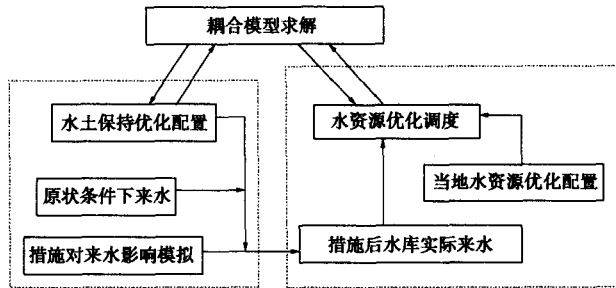 耦合模型求解
水土保持优化配置
水资源优化调度
原状条件下来水
当地水资源优化配置
措施对来水影响模拟
措施后水库实际来水